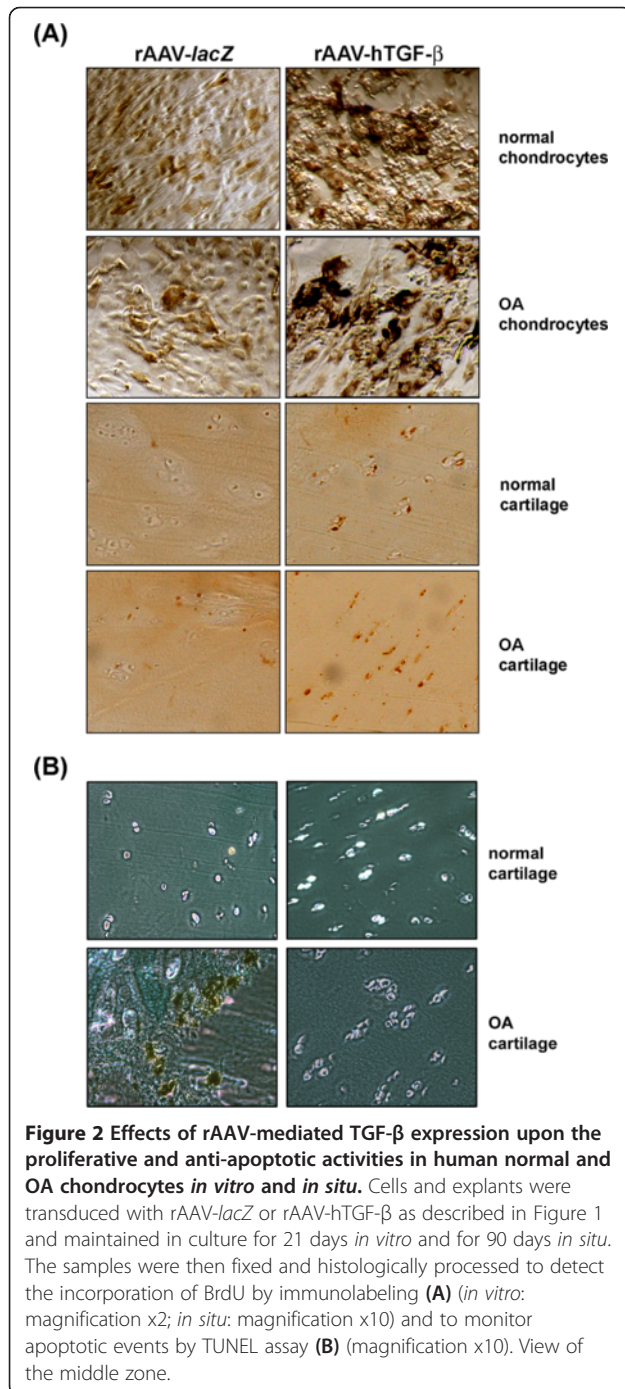 (A)
rAAV-lacZ rAAV-hTGF-β
normal
chondrocytes
OA
chondrocytes
normal
cartilage
OA
cartilage
(B)
normal
cartilage
OA
cartilage
Figure 2 Effects of rAAV-mediated TGF-β expression upon the
proliferative and anti-apoptotic activities in human normal and
OA chondrocytes in vitro and in situ. Cells and explants were
transduced with rAAV-lacZ or rAAV-hTGF-β as described in Figure 1
and maintained in culture for 21 days in vitro and for 90 days in situ.
The samples were then fixed and histologically processed to detect
the incorporation of BrdU by immunolabeling (A) (in vitro:
magnification x2; in situ: magnification x10) and to monitor
apoptotic events by TUNEL assay (B) (magnification x10). View of
the middle zone.